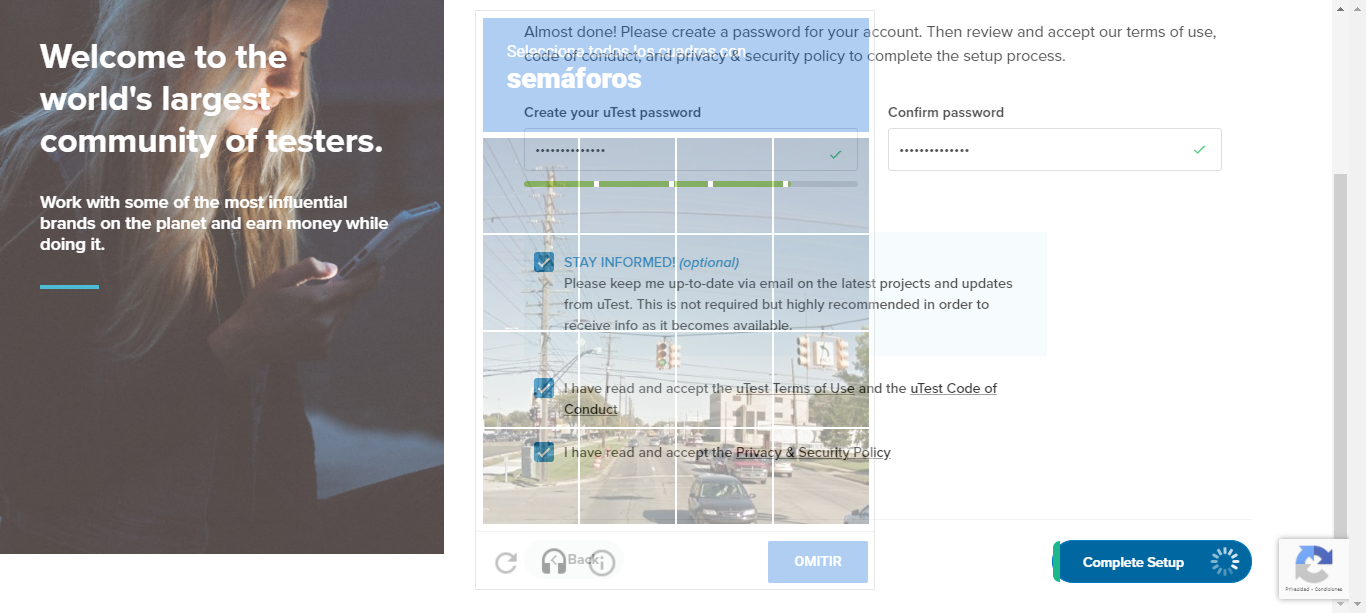 Welcome to the
world's largest
community of testers.
Work with some of the most influential
brands on the planet and earn money while
doing it.
Almost done! Please create a password for your account. Then review and accept our terms of use,
code of conduct, and privacy & security policy to complete the setup process.
Selecciona todos los cuadros con
semáforos
Create your uTest password
Confirm password
STAY INFORMED! (optional)
Please keep me up-to-date via email on the latest projects and updates
from uTest. This is not required but highly recommended in order to
receive info as it becomes available.
I have read and accept the uTest Terms of Use and the uTest Code of
Conduct
I have read and accept the Privacy & Security Policy
Back
OMITIR
Complete Setup
Privacidad - Condiciones